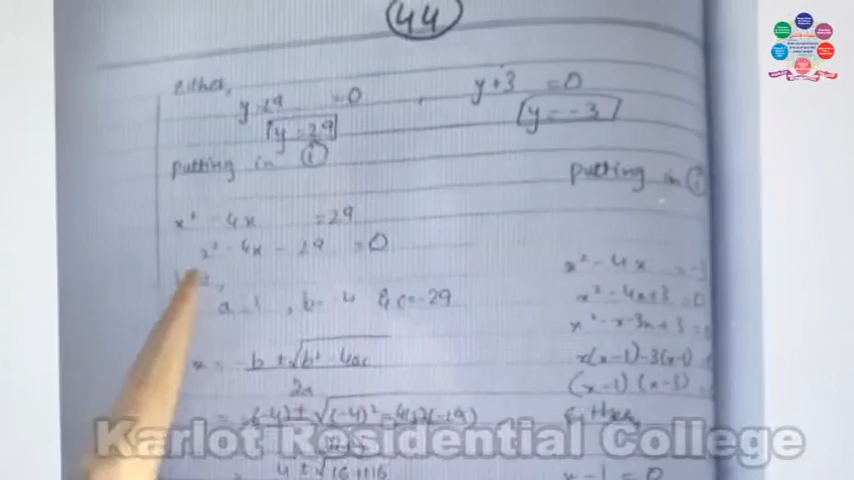 44
either,
y-29 =0 , y+3 =0
y=29 y=-3
putting in ①
putting in ①
x² - 4x =29
x² - 4x - 29 =0
a=1 , b=-4 & c=-29
x = -b ± √b²-4ac
2a
= -(-4) ± √(-4)²-4(1)(-29)
= 4 ± √16+116
x² - 4x = -3
x² - 4x+3 =0
x² - x-3x+3 =0
x(x-1)-3(x-1)
(x-1) (x-3) =
Either,
x-1 =0
Karlot Residential College